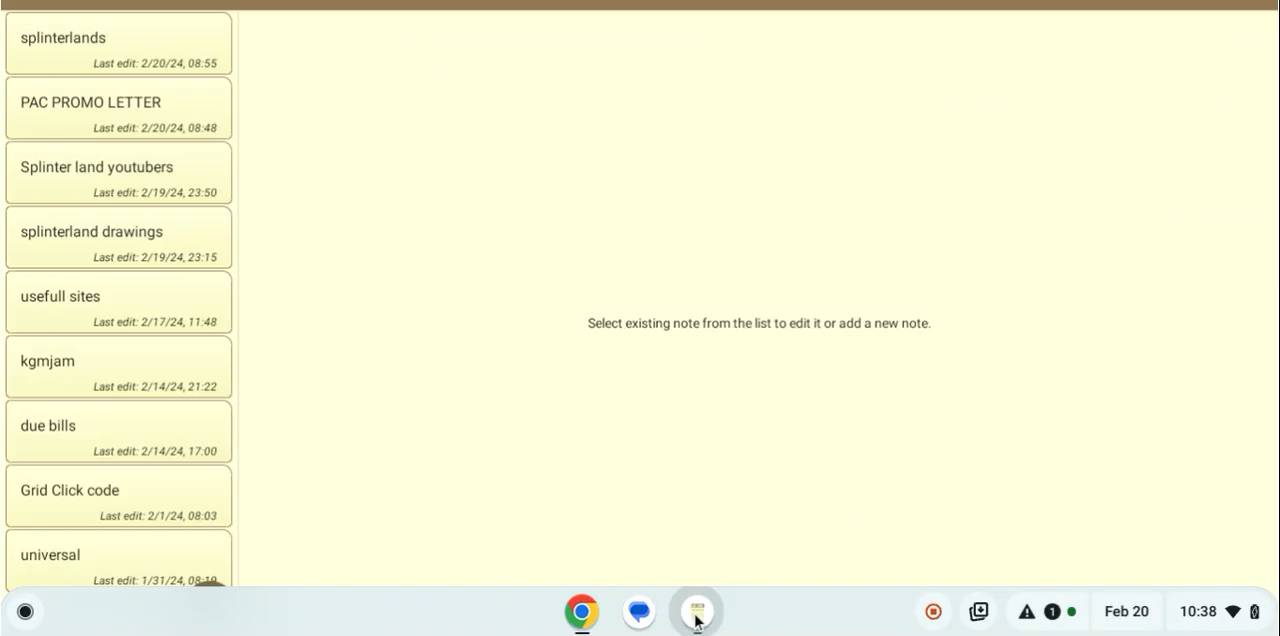 splinterlands
Last edit: 2/20/24, 08:55
PAC PROMO LETTER
Last edit: 2/20/24, 08:48
Splinter land youtubers
Last edit: 2/19/24, 23:50
splinterland drawings
Last edit: 2/19/24, 23:15
usefull sites
Last edit: 2/17/24, 11:48
kgmjam
Last edit: 2/14/24, 21:22
due bills
Last edit: 2/14/24, 17:00
Grid Click code
Last edit: 2/1/24, 08:03
universal
Last edit: 1/31/24, 08:19
Select existing note from the list to edit it or add a new note.
1
Feb 20
10:38